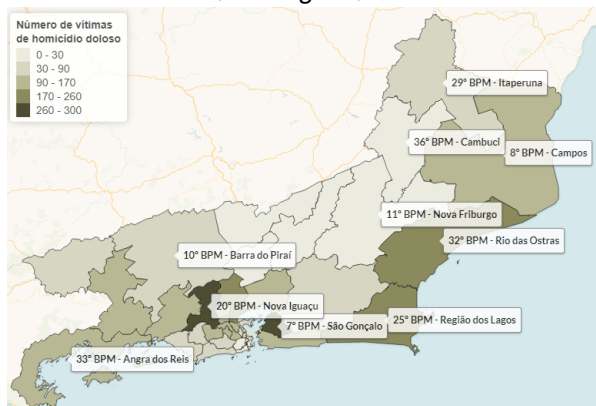 Número de vítimas
de homicídio doloso
0 - 30
30 - 90
90 - 170
170 - 260
260 - 300
29º BPM - Itaperuna
36º BPM - Cambuci
8º BPM - Campos
11º BPM - Nova Friburgo
32º BPM - Rio das Ostras
10º BPM - Barra do Piraí
20º BPM - Nova Iguaçu
25º BPM - Região dos Lagos
7º BPM - São Gonçalo
33º BPM - Angra dos Reis